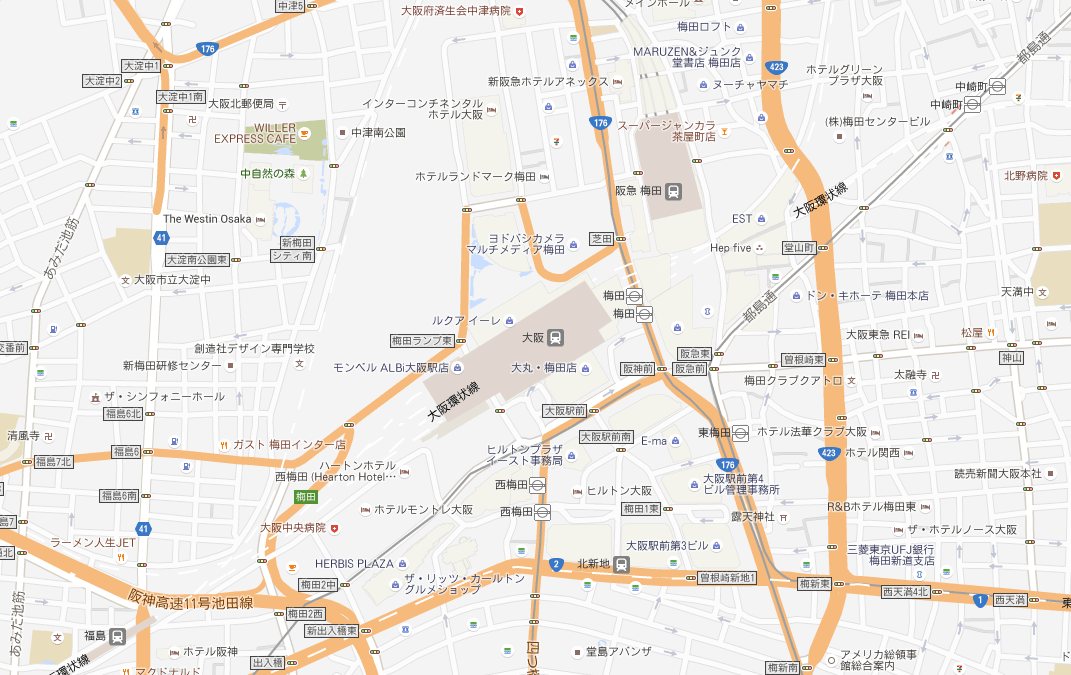 中津5
大阪府済生会中津病院
メインホール
梅田ロフト
176
都島通
MARUZEN&ジュンク
堂書店 梅田店
大淀中1
423
ホテルグリーン
プラザ大阪
大淀中2
新阪急ホテルアネックス
ヌーチャヤマチ
中崎町
大淀中1南
大阪北郵便局
インターコンチネンタル
ホテル大阪
中崎町
176
スーパージャンカラ
茶屋町店
(株)梅田センタービル
WILLER
EXPRESS CAFE
中津南公園
中自然の森
ホテルランドマーク梅田
阪急 梅田
北野病院
大阪環状線
The Westin Osaka
EST
あみだ池筋
41
新梅田
シティ南
ヨドバシカメラ
マルチメディア梅田
芝田
Hep five
堂山町
大淀南公園東
大阪市立大淀中
天満中
梅田
梅田
都島通
ドン・キホーテ 梅田本店
ルクア イーレ
大阪
梅田ランプ東
大阪東急 REI
松屋
交番前
創造社デザイン専門学校
阪急東
曽根崎東
神山
新梅田研修センター
モンベル ALBi大阪駅店
大丸・梅田店
阪神前
阪急前
梅田クラブクアトロ
太融寺
大阪環状線
ザ・シンフォニーホール
福島6北
大阪駅前
清風寺
大阪駅前南
E-ma
東梅田
ホテル法華クラブ大阪
福島6
ガスト 梅田インター店
ヒルトンプラザ
イースト事務局
423
ホテル関西
福島7北
ハートンホテル
西梅田 (Hearton Hotel…
176
読売新聞大阪本社
大阪駅前第4
ビル管理事務所
西梅田
ヒルトン大阪
福島6南
梅田
ホテルモントレ大阪
西梅田
梅田1東
露天神社
R&Bホテル梅田東
41
大阪中央病院
ザ・ホテルノース大阪
ラーメン人生JET
大阪駅前第3ビル
三菱東京UFJ銀行
梅田新道支店
HERBIS PLAZA
2
北新地
曽根崎新地1
梅新東
梅田2中
ザ・リッツ・カールトン
グルメショップ
西天満4北
1
西天満
阪神高速11号池田線
梅田2西
あみだ池筋
福島
新出入橋東
四つ橋
ホテル阪神
堂島アバンザ
アメリカ総領事
館総合案内
出入橋
梅新南
マクドナルド